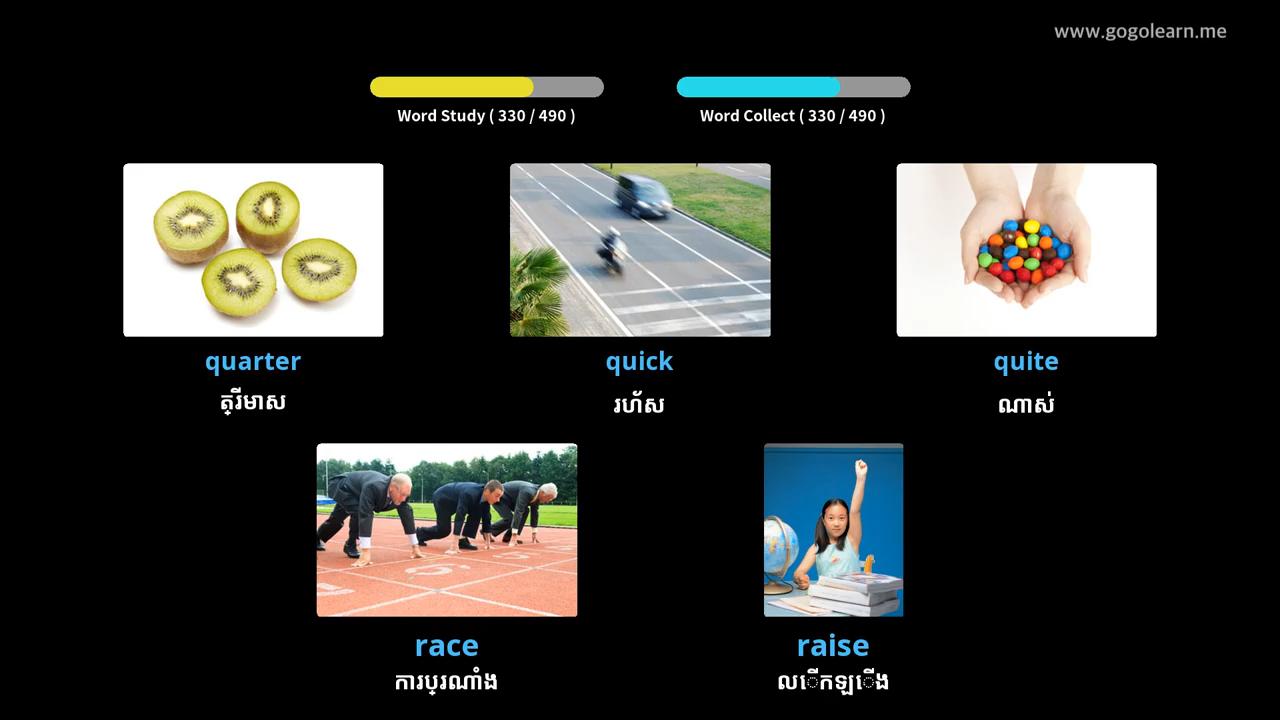 www.gogolearn.me
Word Study ( 330 / 490 )
Word Collect ( 330 / 490 )
quarter
ត្រីមាស
quick
រហ័ស
quite
ណាស់
race
ការប្រណាំង
raise
លើកឡើង